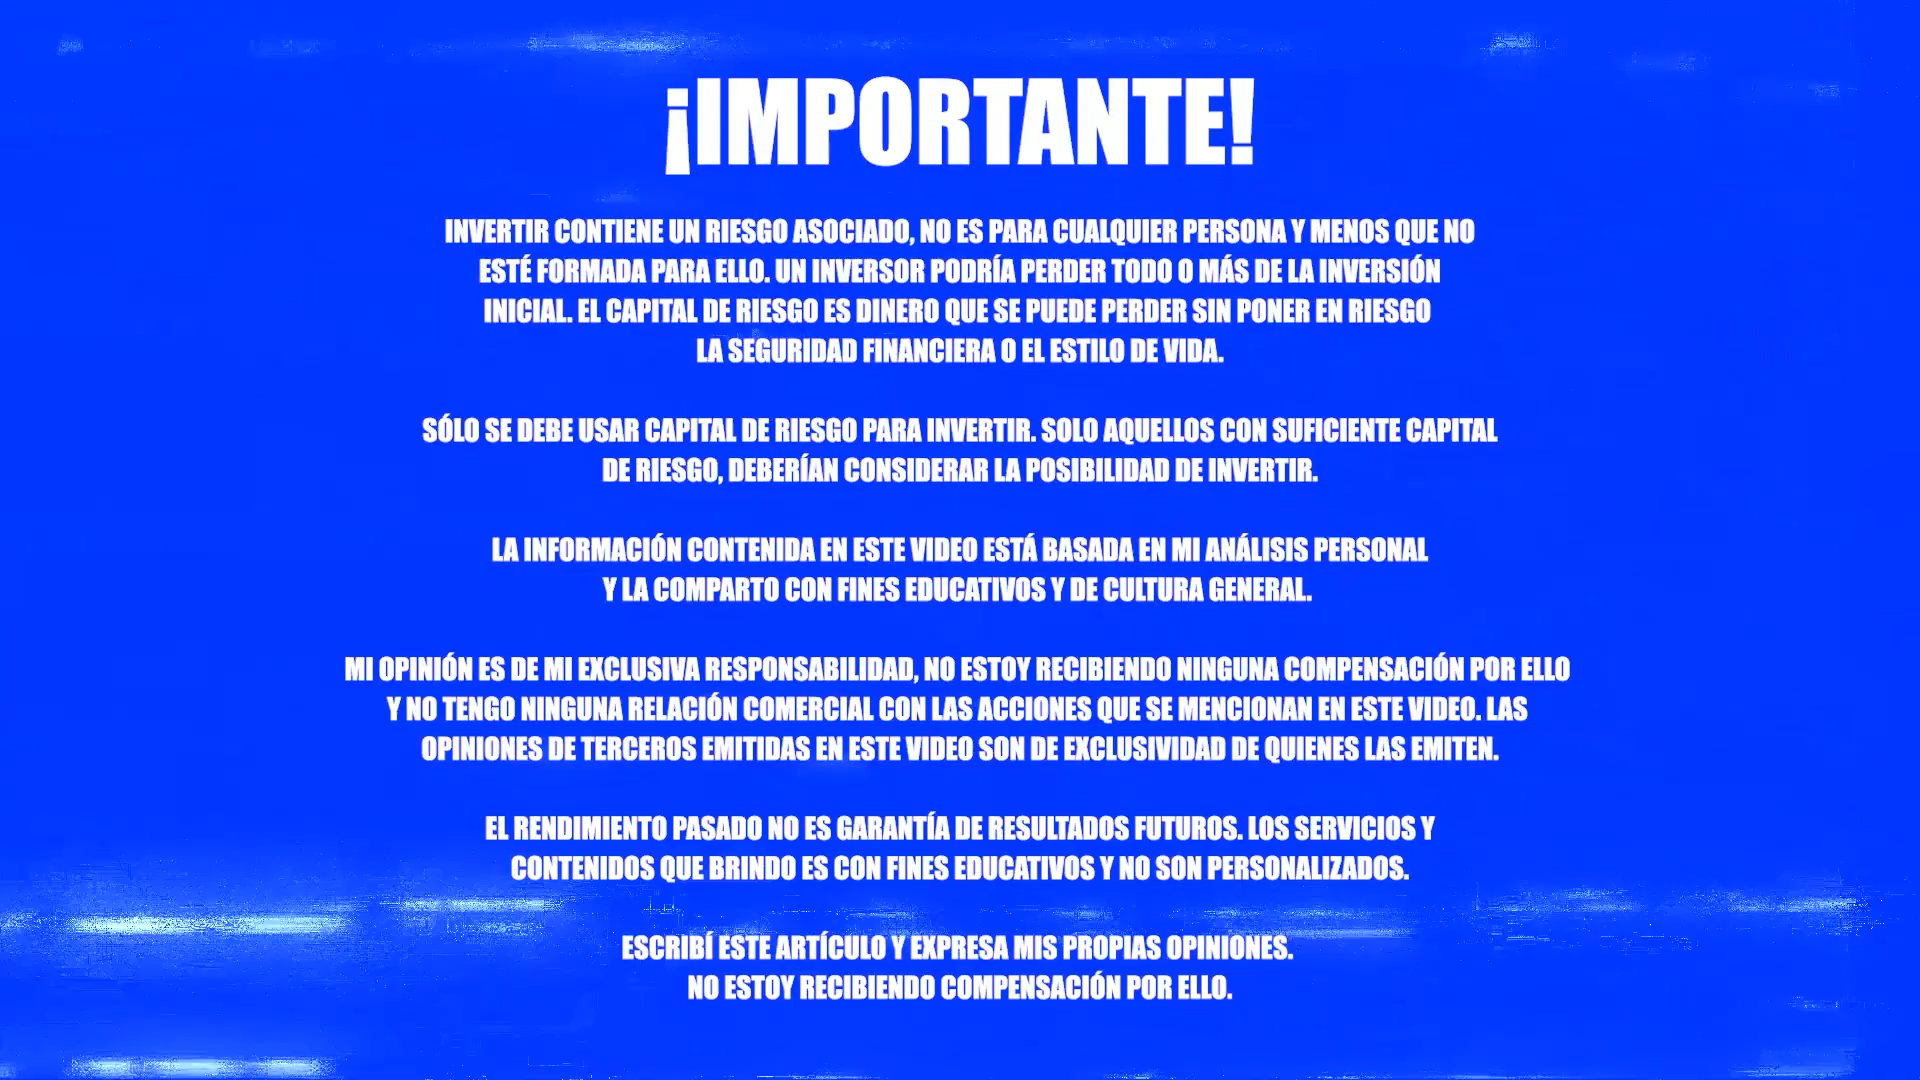 ¡IMPORTANTE!
INVERTIR CONTIENE UN RIESGO ASOCIADO, NO ES PARA CUALQUIER PERSONA Y MENOS QUE NO
ESTÉ FORMADA PARA ELLO. UN INVERSOR PODRÍA PERDER TODO O MÁS DE LA INVERSIÓN
INICIAL. EL CAPITAL DE RIESGO ES DINERO QUE SE PUEDE PERDER SIN PONER EN RIESGO
LA SEGURIDAD FINANCIERA O EL ESTILO DE VIDA.
SÓLO SE DEBE USAR CAPITAL DE RIESGO PARA INVERTIR. SOLO AQUELLOS CON SUFICIENTE CAPITAL
DE RIESGO, DEBERÍAN CONSIDERAR LA POSIBILIDAD DE INVERTIR.
LA INFORMACIÓN CONTENIDA EN ESTE VIDEO ESTÁ BASADA EN MI ANÁLISIS PERSONAL
Y LA COMPARTO CON FINES EDUCATIVOS Y DE CULTURA GENERAL.
MI OPINIÓN ES DE MI EXCLUSIVA RESPONSABILIDAD, NO ESTOY RECIBIENDO NINGUNA COMPENSACIÓN POR ELLO
Y NO TENGO NINGUNA RELACIÓN COMERCIAL CON LAS ACCIONES QUE SE MENCIONAN EN ESTE VIDEO. LAS
OPINIONES DE TERCEROS EMITIDAS EN ESTE VIDEO SON DE EXCLUSIVIDAD DE QUIENES LAS EMITEN.
EL RENDIMIENTO PASADO NO ES GARANTÍA DE RESULTADOS FUTUROS. LOS SERVICIOS Y
CONTENIDOS QUE BRINDO ES CON FINES EDUCATIVOS Y NO SON PERSONALIZADOS.
ESCRIBÍ ESTE ARTÍCULO Y EXPRESA MIS PROPIAS OPINIONES.
NO ESTOY RECIBIENDO COMPENSACIÓN POR ELLO.